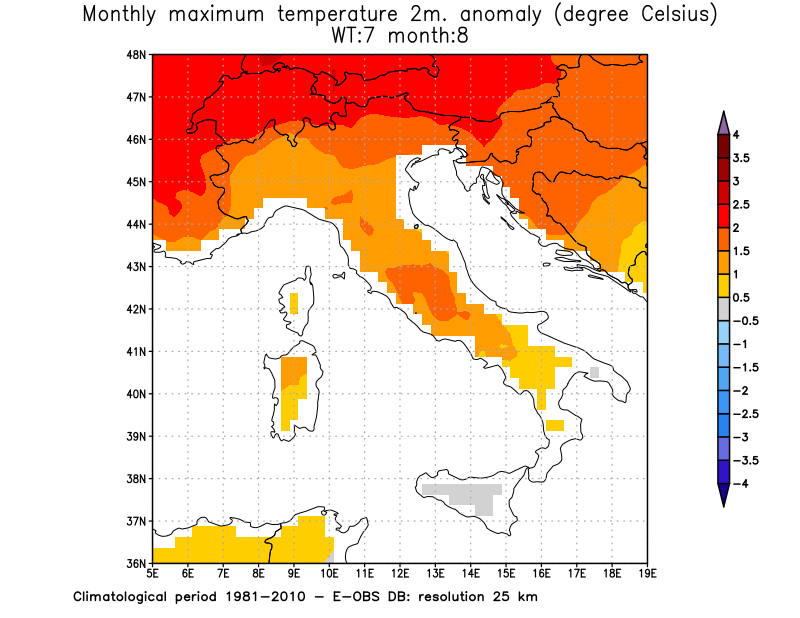 Monthly maximum temperature 2m. anomaly (degree Celsius)
WT:7 month:8
48N
47N
46N
45N
44N
43N
42N
41N
40N
39N
38N
37N
36N
5E 6E 7E 8E 9E 10E 11E 12E 13E 14E 15E 16E 17E 18E 19E
4
3.5
3
2.5
2
1.5
1
0.5
-0.5
-1
-1.5
-2
-2.5
-3
-3.5
-4
Climatological period 1981-2010 - E-OBS DB: resolution 25 km